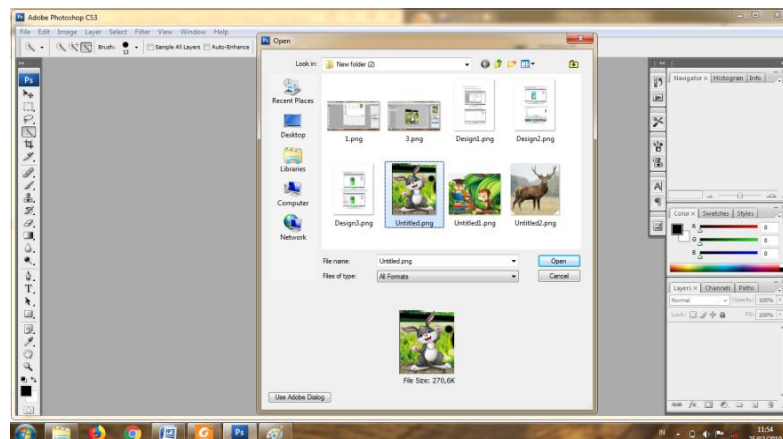 Adobe Photoshop CS3
File Edit Image Layer Select Filter View Window Help
Brush: 13 Sample All Layers Auto-Enhance
Open
Look in: New folder (2)
Recent Places
Desktop
Libraries
Computer
Network
1.png 3.png Design1.png Design2.png
Design3.png Untitled.png Untitled1.png Untitled2.png
File name: Untitled.png Open
Files of type: All Formats Cancel
File Size: 270,6K
Use Adobe Dialog
Ps
Navigator x Histogram Info
Color x Swatches Styles
R 0
G 0
B 0
Layers x Channels Paths
Normal Opacity: 100%
Lock: Fill: 100%
IN 11:54